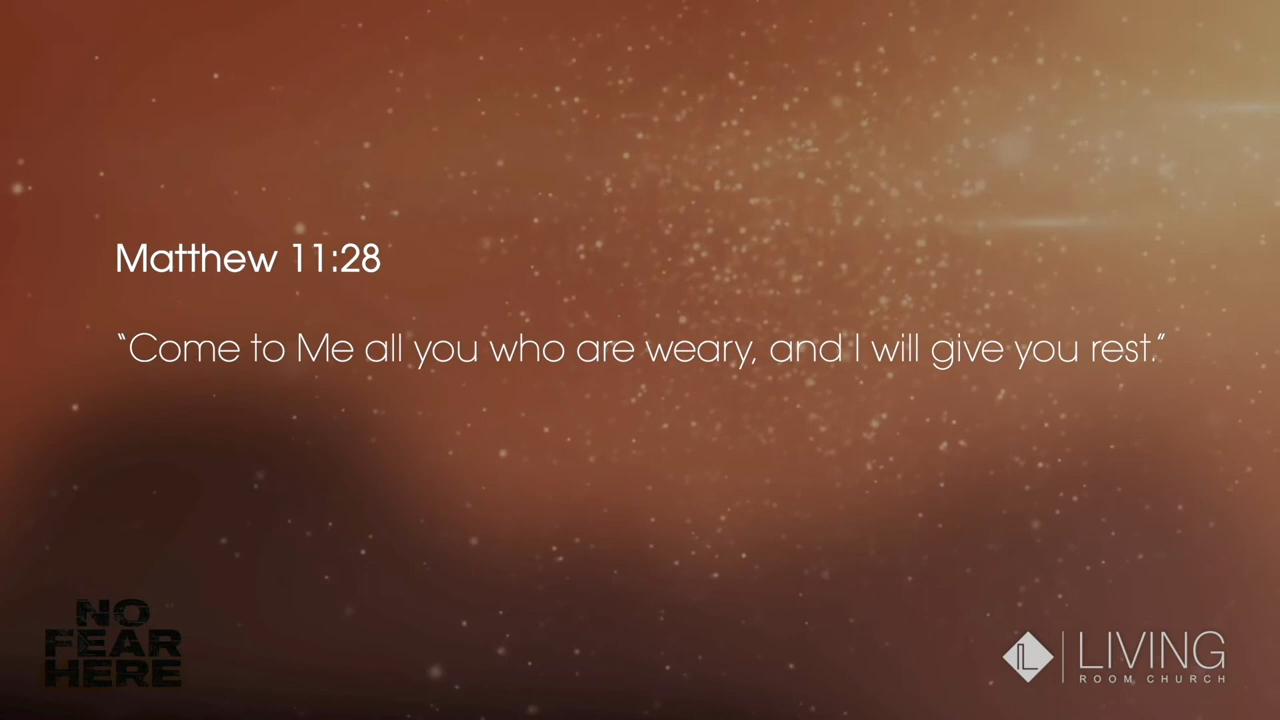 Matthew 11:28
“Come to Me all you who are weary, and I will give you rest.”
NO
FEAR
HERE
LIVING
ROOM CHURCH